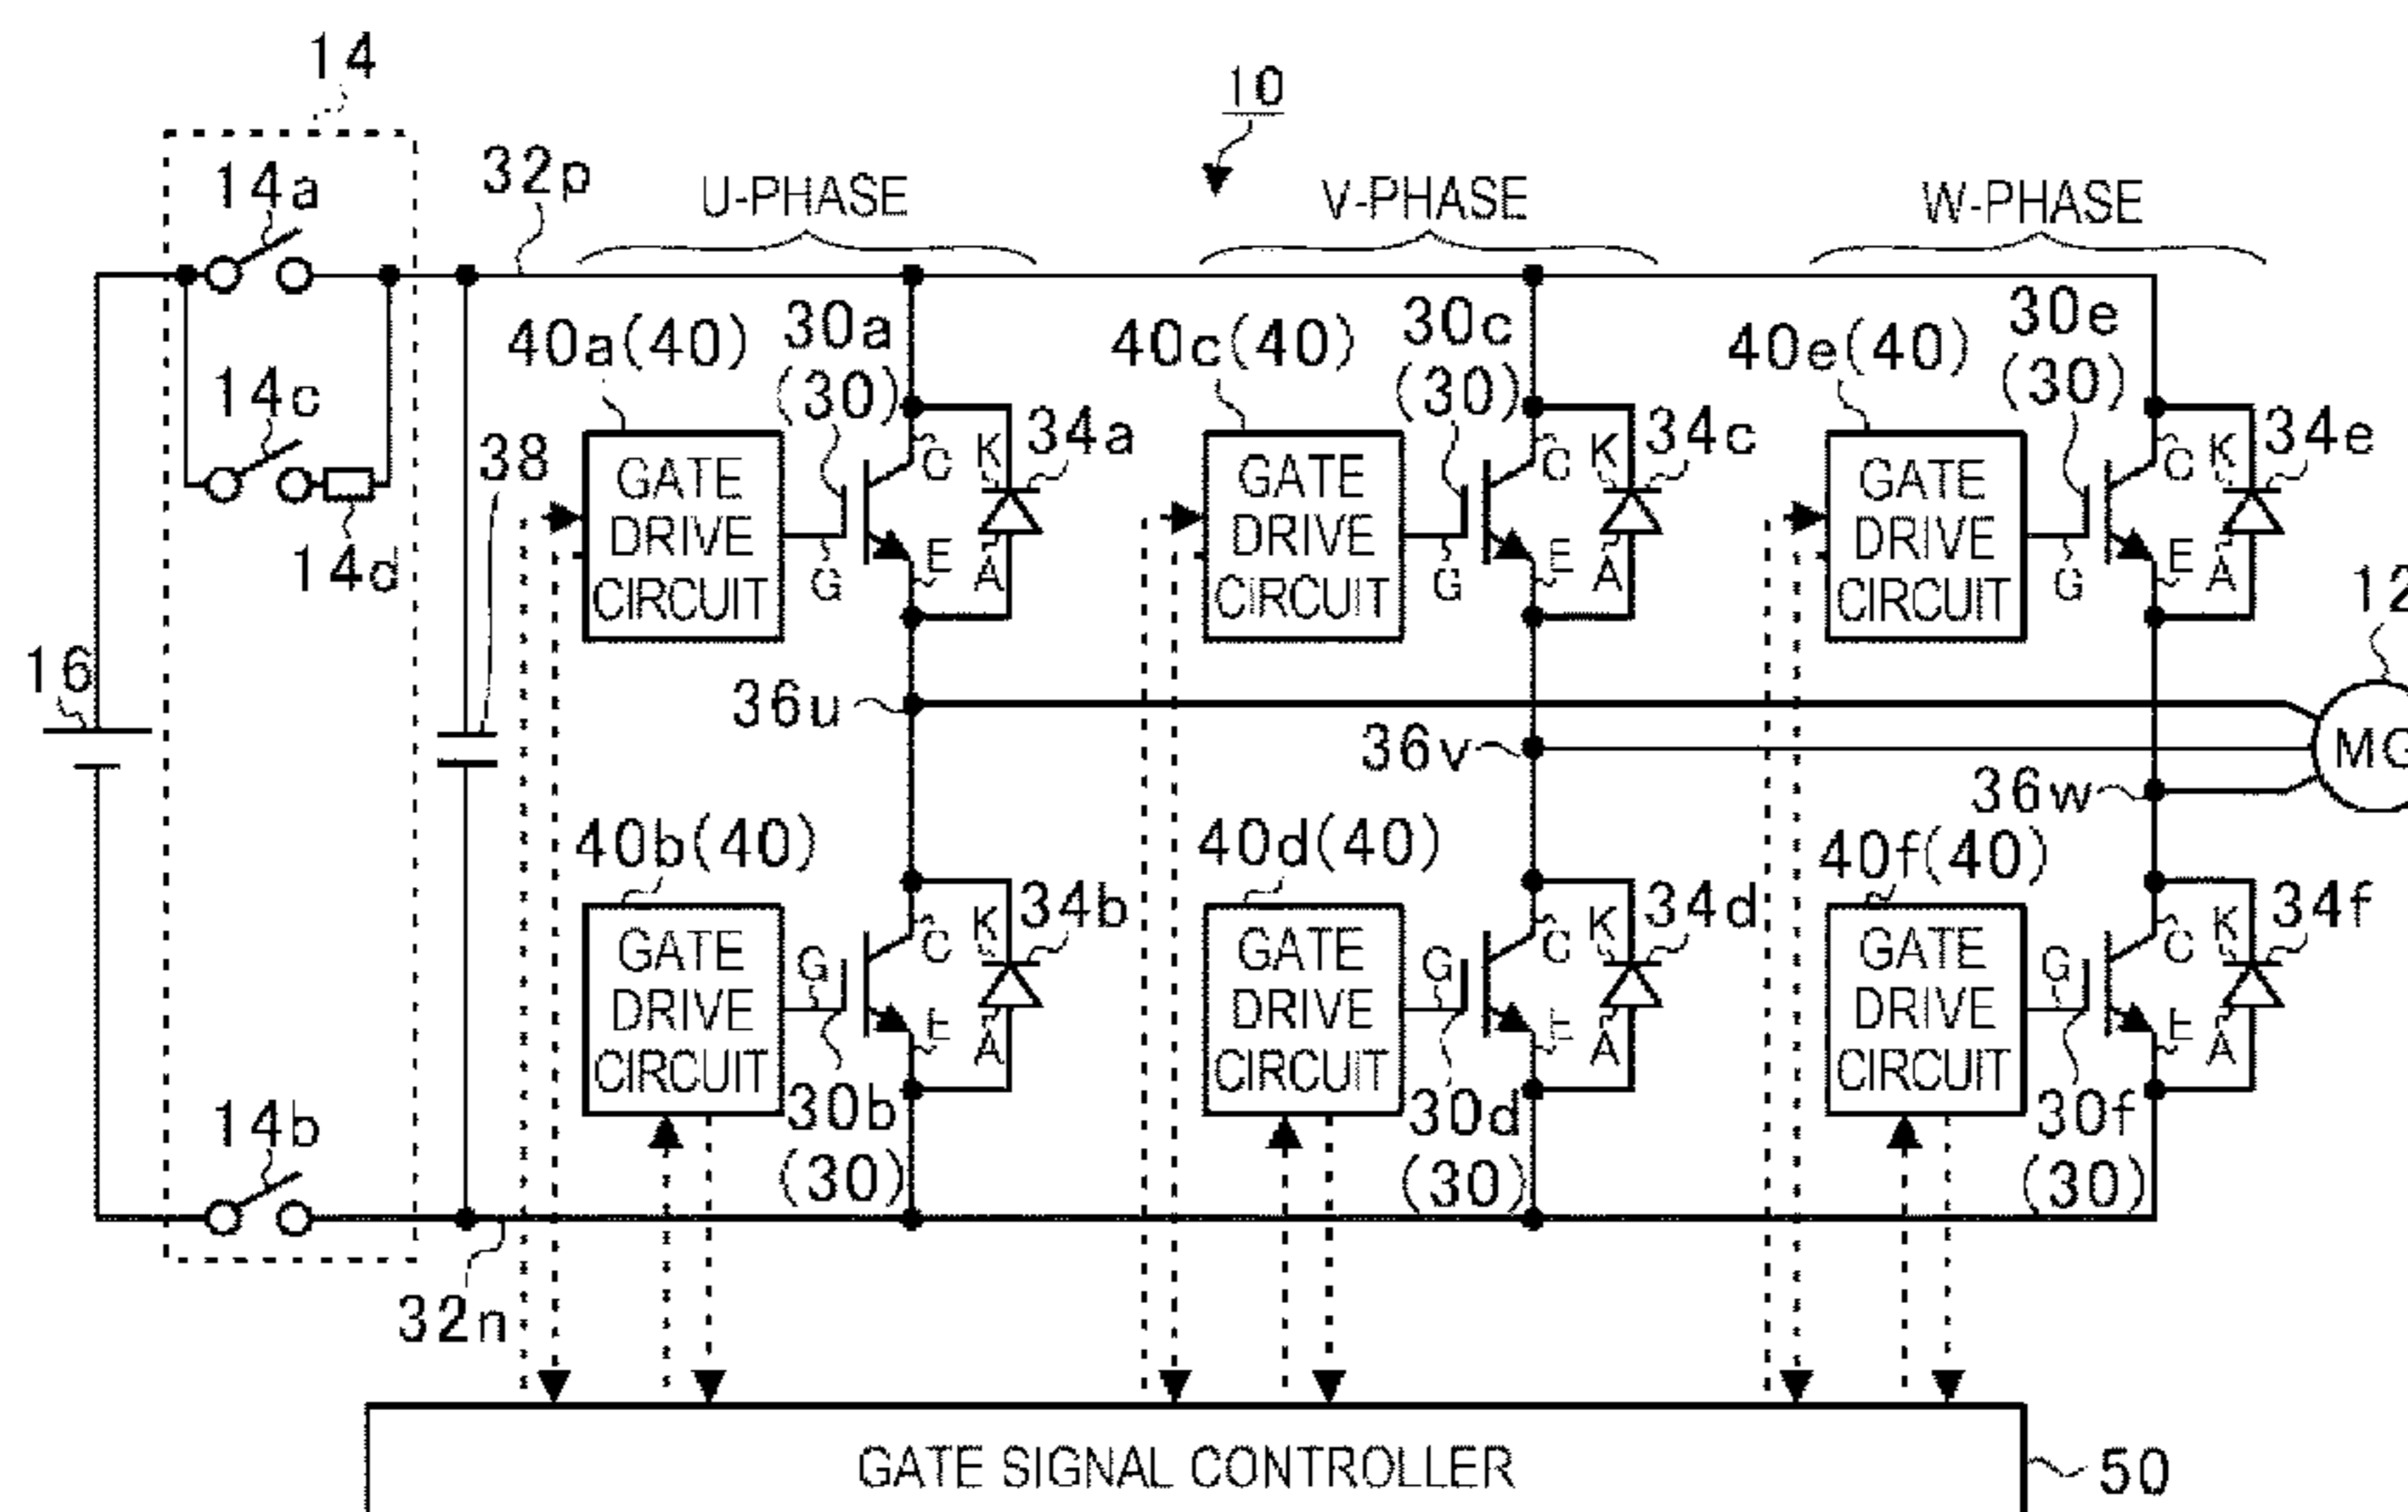 14
10
14a
32p
U-PHASE
V-PHASE
W-PHASE
40a(40)
30a
(30)
40c(40)
30c
(30)
40e(40)
30e
(30)
14c
38
34a
34c
34e
14d
GATE
DRIVE
CIRCUIT
G
C
E
K
A
GATE
DRIVE
CIRCUIT
G
C
E
K
A
GATE
DRIVE
CIRCUIT
G
C
E
K
A
12
16
36u
36v
36w
MG
40b(40)
40d(40)
40f(40)
34b
34d
34f
GATE
DRIVE
CIRCUIT
G
C
E
K
A
GATE
DRIVE
CIRCUIT
G
C
E
K
A
GATE
DRIVE
CIRCUIT
G
C
E
K
A
14b
30b
(30)
30d
(30)
30f
(30)
32n
GATE SIGNAL CONTROLLER
50